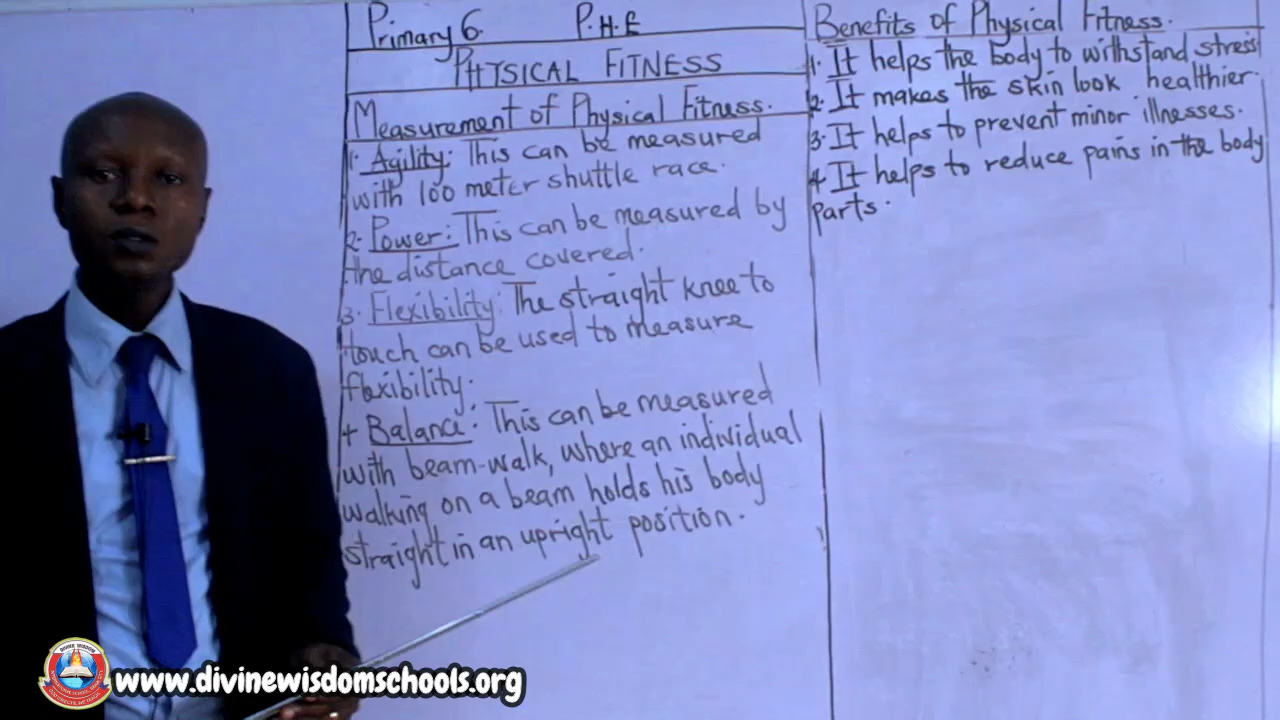 Primary 6. P.H.E
PHYSICAL FITNESS
Measurement of Physical Fitness.
1. Agility: This can be measured
with 100 meter shuttle race.
2. Power: This can be measured by
the distance covered.
3. Flexibility: The straight knee to
touch can be used to measure
flexibility.
4 Balance: This can be measured
with beam-walk, where an individual
walking on a beam holds his body
straight in an upright position.
Benefits of Physical Fitness.
1. It helps the body to withstand stress
2. It makes the skin look healthier.
3. It helps to prevent minor illnesses.
4 It helps to reduce pains in the body
parts.
DIVINE WISDOM
www.divinewisdomschools.org